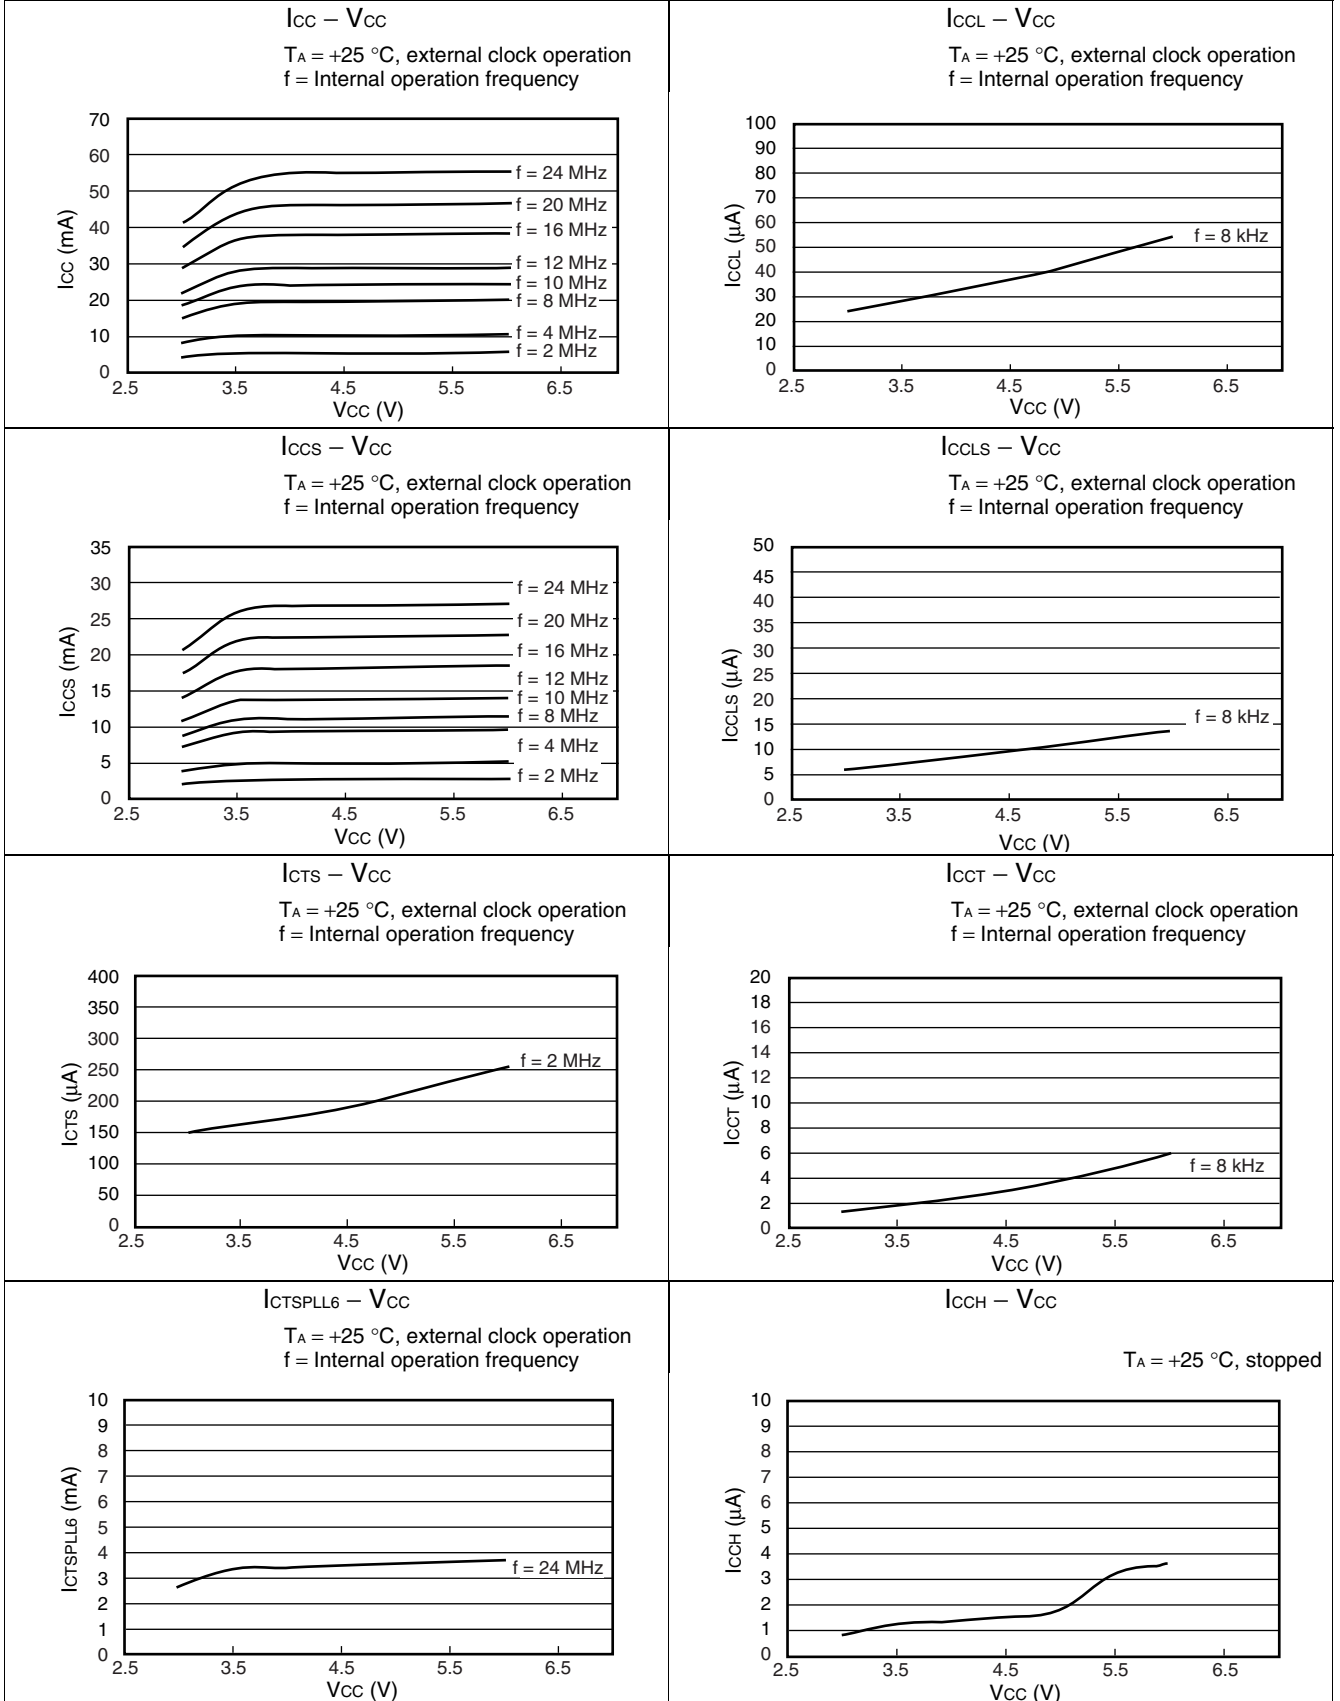 ICC – VCC
TA = +25 °C, external clock operation
f = Internal operation frequency
70
60
50
40
30
20
10
0
ICC (mA)
f = 24 MHz
f = 20 MHz
f = 16 MHz
f = 12 MHz
f = 10 MHz
f = 8 MHz
f = 4 MHz
f = 2 MHz
2.5 3.5 4.5 5.5 6.5
VCC (V)
ICCL – VCC
TA = +25 °C, external clock operation
f = Internal operation frequency
100
90
80
70
60
50
40
30
20
10
0
ICCL (µA)
f = 8 kHz
2.5 3.5 4.5 5.5 6.5
VCC (V)
ICCS – VCC
TA = +25 °C, external clock operation
f = Internal operation frequency
35
30
25
20
15
10
5
0
ICCS (mA)
f = 24 MHz
f = 20 MHz
f = 16 MHz
f = 12 MHz
f = 10 MHz
f = 8 MHz
f = 4 MHz
f = 2 MHz
2.5 3.5 4.5 5.5 6.5
VCC (V)
ICCLS – VCC
TA = +25 °C, external clock operation
f = Internal operation frequency
50
45
40
35
30
25
20
15
10
5
0
ICCLS (µA)
f = 8 kHz
2.5 3.5 4.5 5.5 6.5
VCC (V)
ICTS – VCC
TA = +25 °C, external clock operation
f = Internal operation frequency
400
350
300
250
200
150
100
50
0
ICTS (µA)
f = 2 MHz
2.5 3.5 4.5 5.5 6.5
VCC (V)
ICCT – VCC
TA = +25 °C, external clock operation
f = Internal operation frequency
20
18
16
14
12
10
8
6
4
2
0
ICCT (µA)
f = 8 kHz
2.5 3.5 4.5 5.5 6.5
VCC (V)
ICTSPLL6 – VCC
TA = +25 °C, external clock operation
f = Internal operation frequency
10
9
8
7
6
5
4
3
2
1
0
ICTSPLL6 (mA)
f = 24 MHz
2.5 3.5 4.5 5.5 6.5
VCC (V)
ICCH – VCC
TA = +25 °C, stopped
10
9
8
7
6
5
4
3
2
1
0
ICCH (µA)
2.5 3.5 4.5 5.5 6.5
VCC (V)